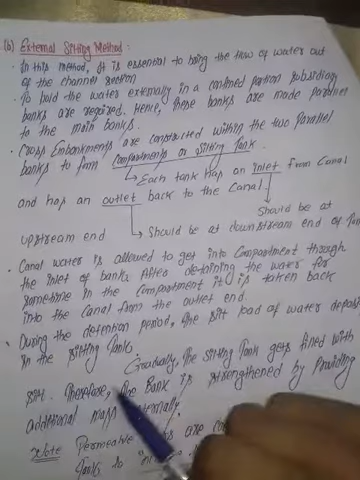 (b) External Silting Method:
• In this method, it is essential to bring the flow of water out
of the channel section
• To hold the water externally in a confined portion subsidiary
banks are required. Hence, these banks are made parallel
to the main banks.
• Cross Embankments are constructed within the two parallel
banks to form compartments or silting tank.
Each tank has an inlet from canal
and has an outlet back to the canal
Should be at
upstream end
Should be at downstream end of
• Canal water is allowed to get into compartment through
the inlet of bank. After detaining the water for
sometime in the compartment it is taken back
into the canal from the outlet end.
• During the detention period, the silt load of water
in the silting tank.
Gradually, the silting tank gets filled with
silt. Therefore, the bank is strengthened by providing
additional mass
Note Permeable are
tanks to